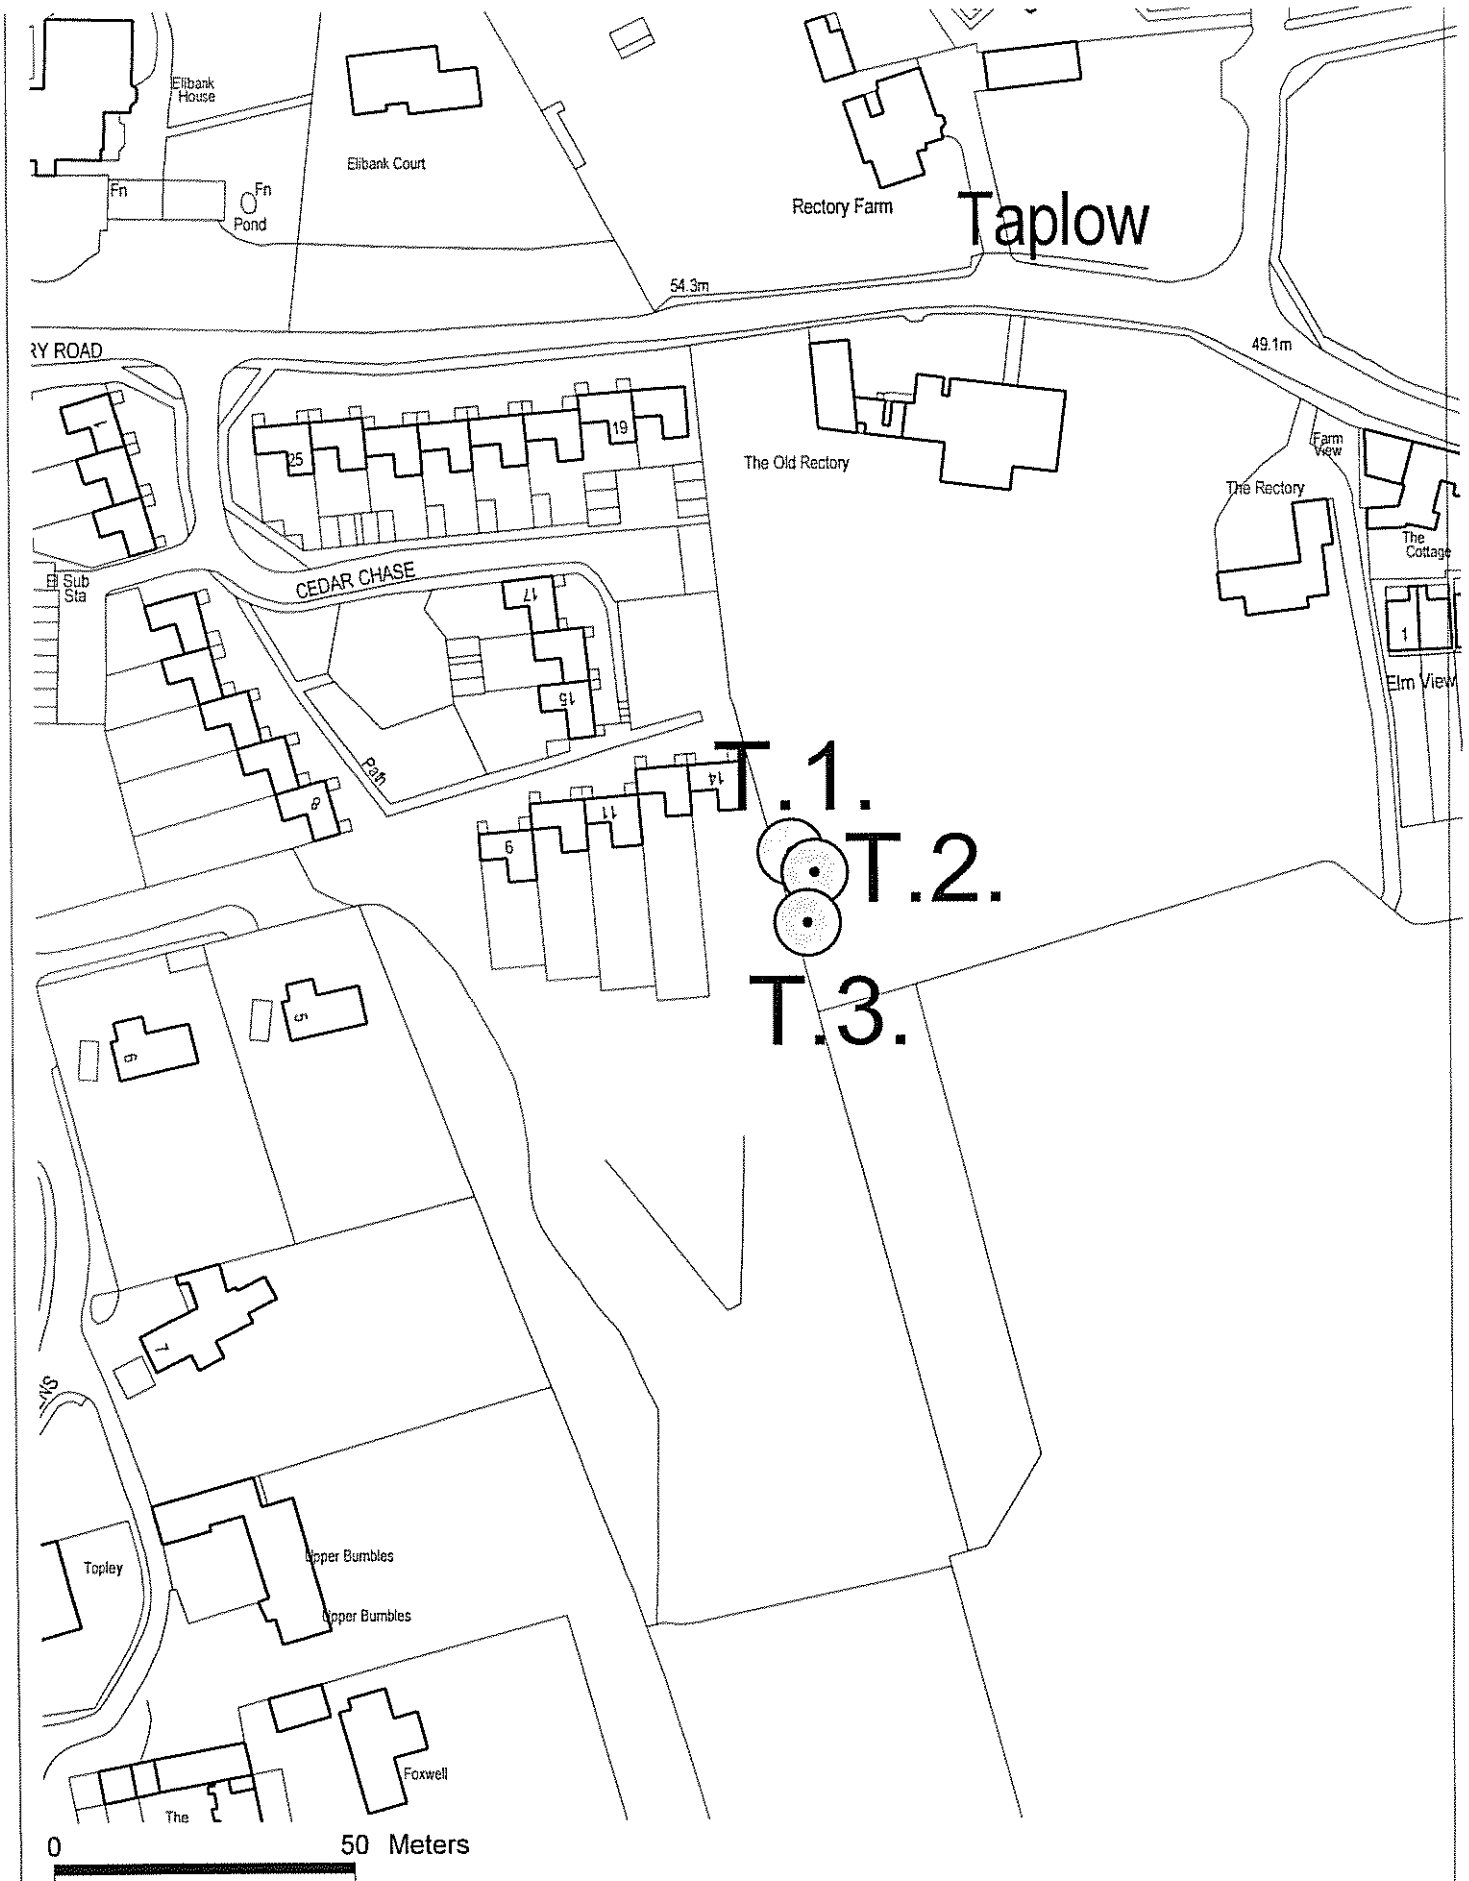 Elibank
House
Elibank Court
Fn
Fn
Pond
Rectory Farm
Taplow
54.3m
RY ROAD
49.1m
1
25
19
The Old Rectory
Farm
View
The Rectory
The
Cottage
Sub
Sta
CEDAR CHASE
17
1
Elm View
15
Path
8
14
T.1.
11
9
T.2.
T.3.
5
6
7
Topley
Upper Bumbles
Upper Bumbles
Foxwell
The
0
50 Meters